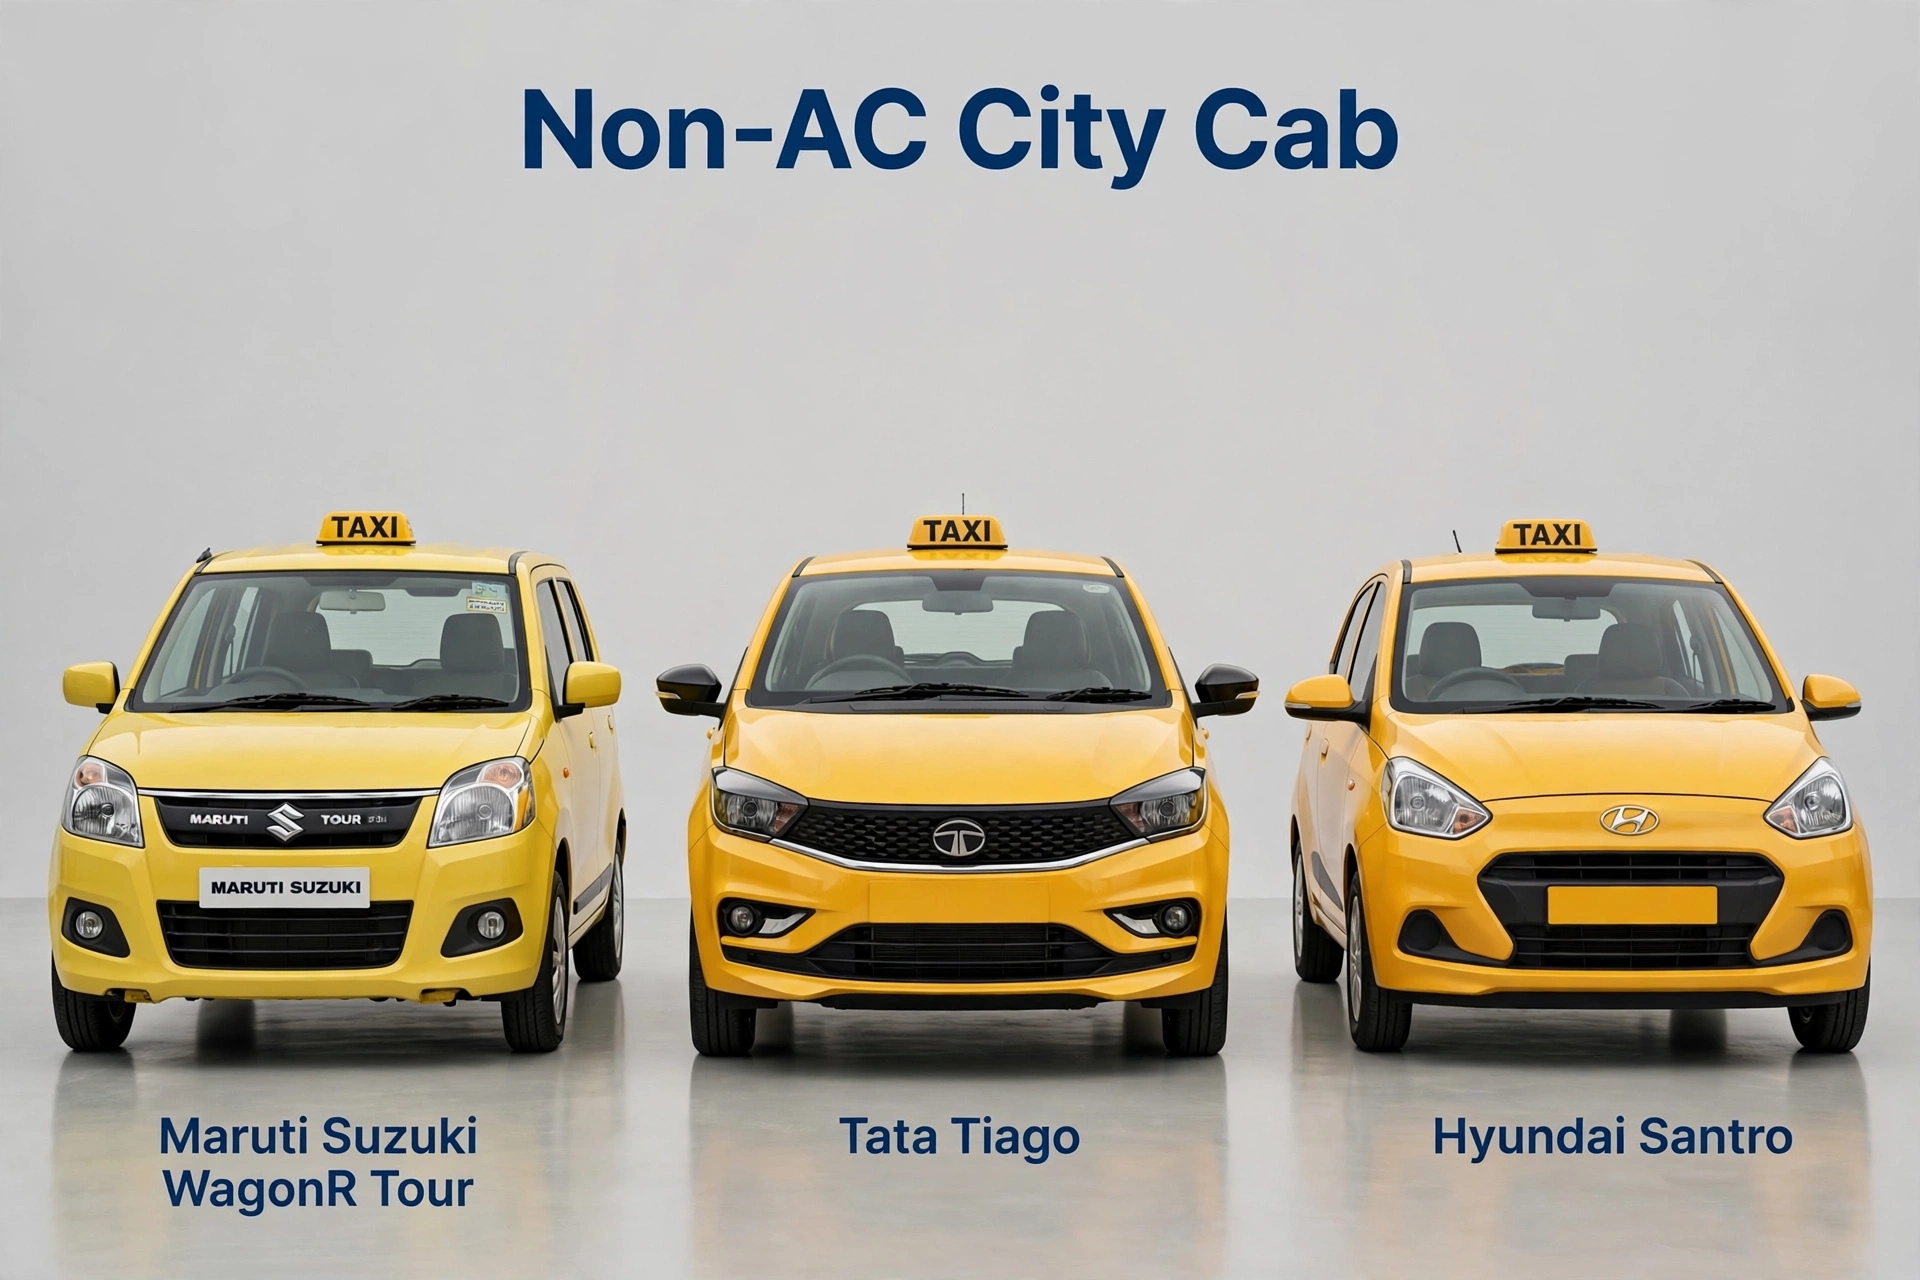 Non-AC City Cab
TAXI
TAXI
TAXI
MARUTI TOUR
MARUTI SUZUKI
Maruti Suzuki
WagonR Tour
Tata Tiago
Hyundai Santro